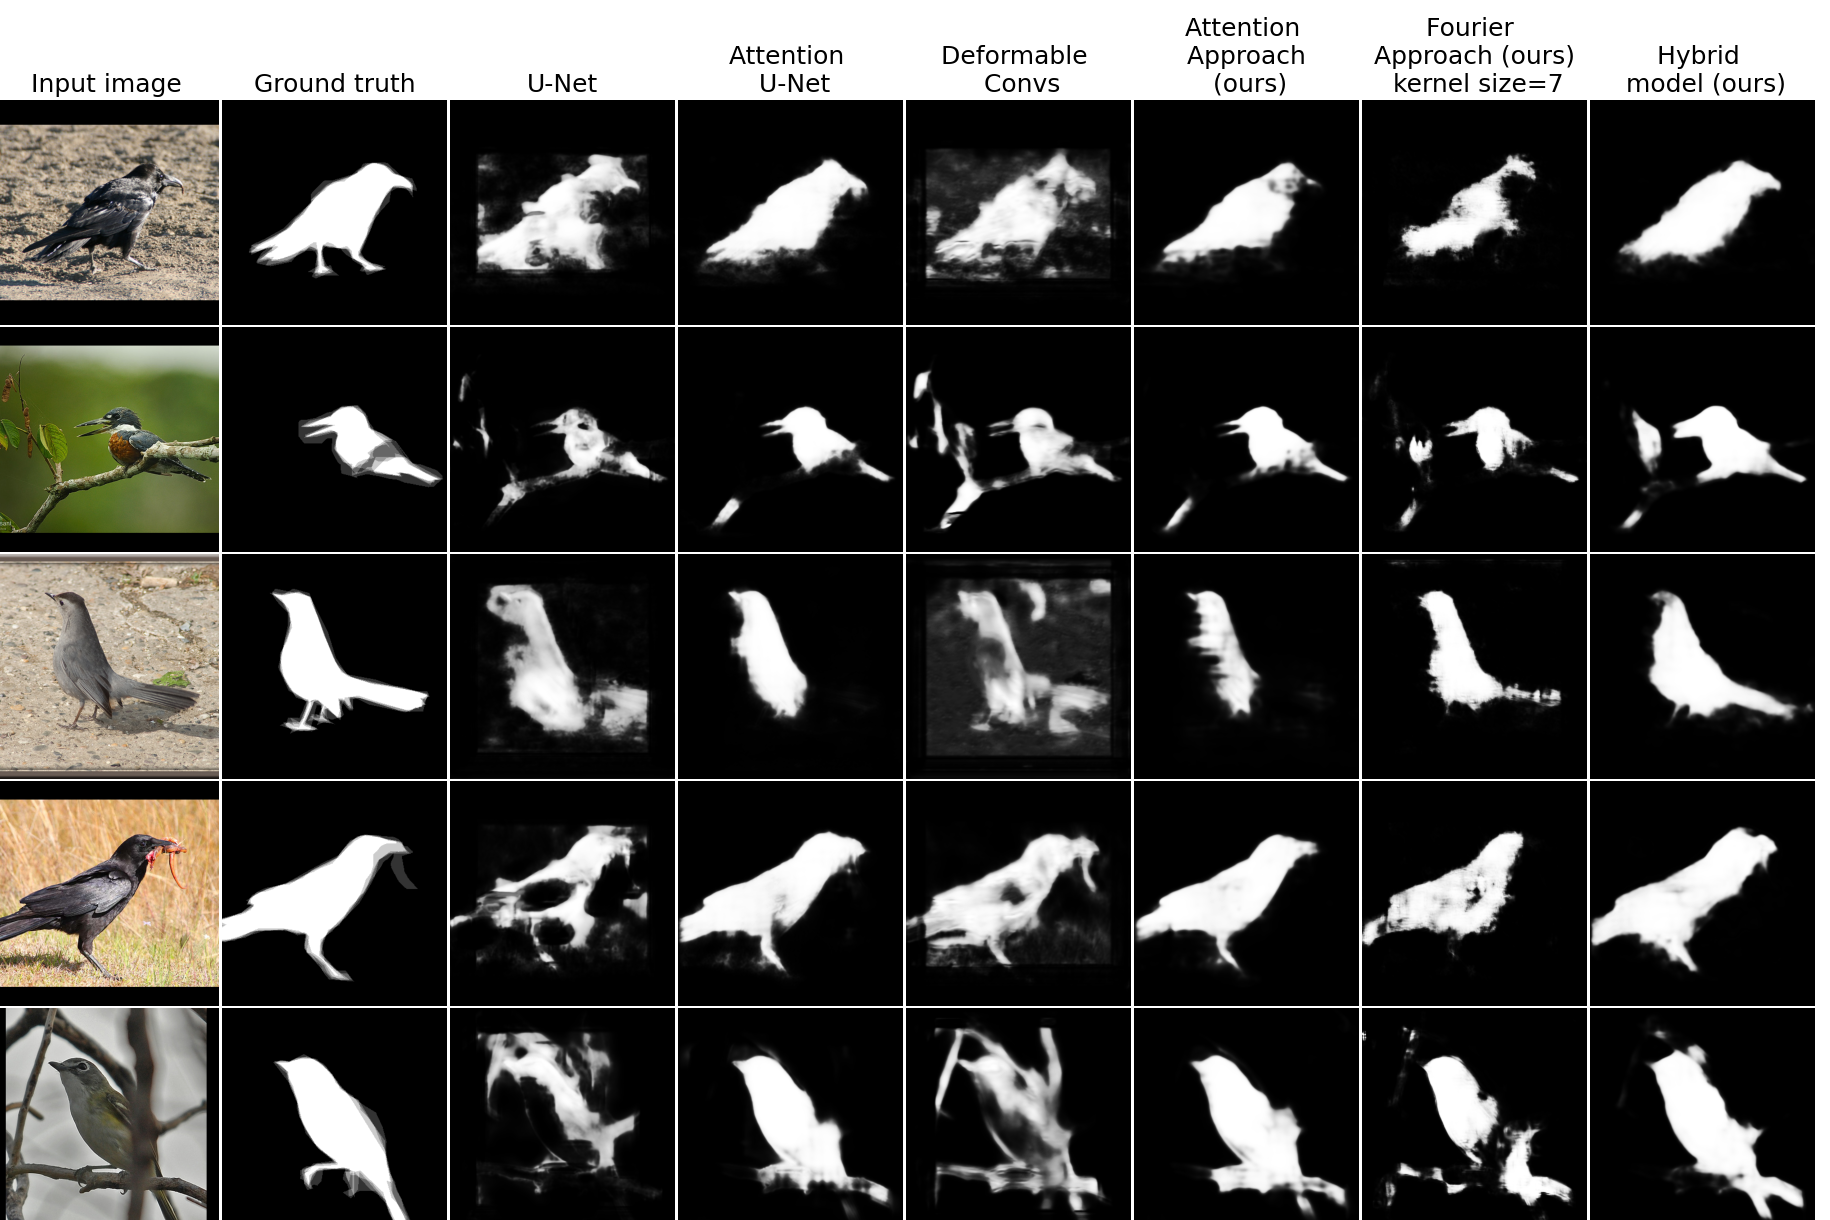 Input image
Ground truth
U-Net
Attention
U-Net
Deformable
Convs
Attention
Approach
(ours)
Fourier
Approach (ours)
kernel size=7
Hybrid
model (ours)